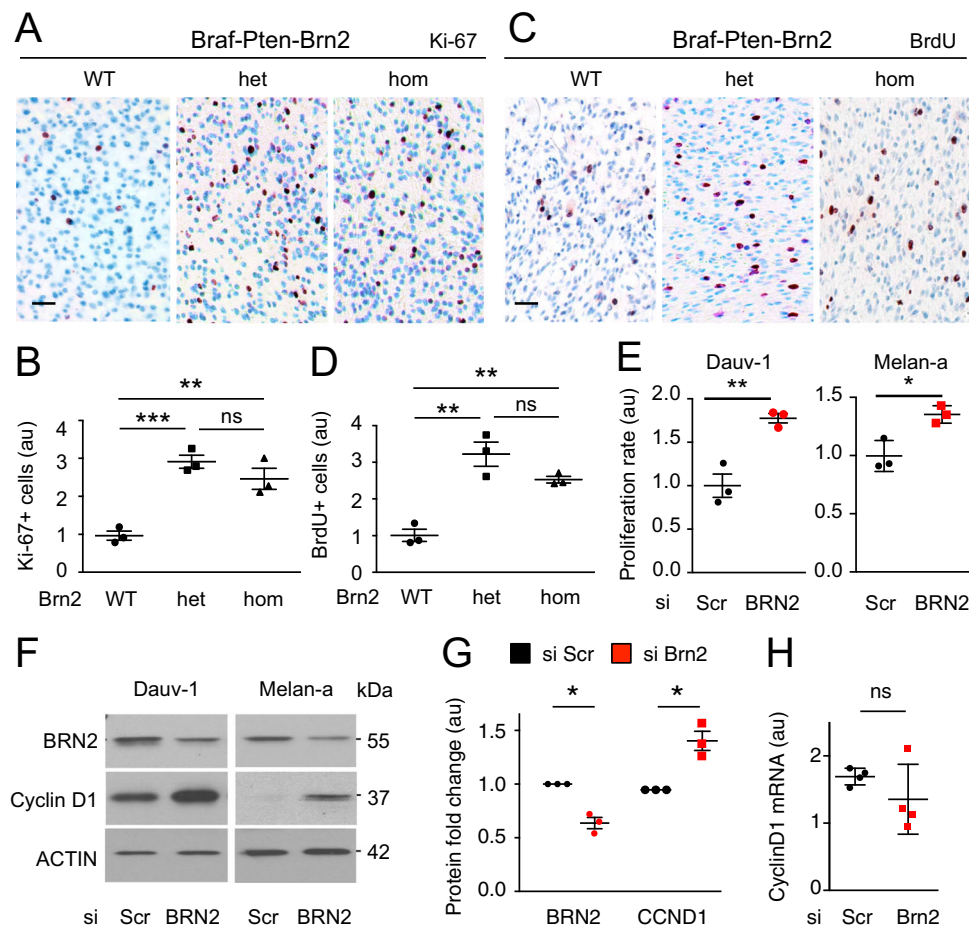 A
Braf-Pten-Brn2
Ki-67
WT
het
hom
C
Braf-Pten-Brn2
BrdU
WT
het
hom
B
Ki-67+ cells (au)
4
3
2
1
0
**
***
ns
Brn2
WT
het
hom
D
BrdU+ cells (au)
4
3
2
1
0
**
**
ns
Brn2
WT
het
hom
E
Dauv-1
Proliferation rate (au)
2.0
1.5
1.0
0.5
0.0
**
si
Scr
BRN2
Melan-a
1.5
1.0
0.5
0.0
*
Scr
BRN2
F
Dauv-1
Melan-a
kDa
BRN2
55
Cyclin D1
37
ACTIN
42
si
Scr
BRN2
Scr
BRN2
G
si Scr
si Brn2
Protein fold change (au)
1.5
1.0
0.5
0.0
*
*
BRN2
CCND1
H
CyclinD1 mRNA (au)
2
1
0
ns
si
Scr
Brn2